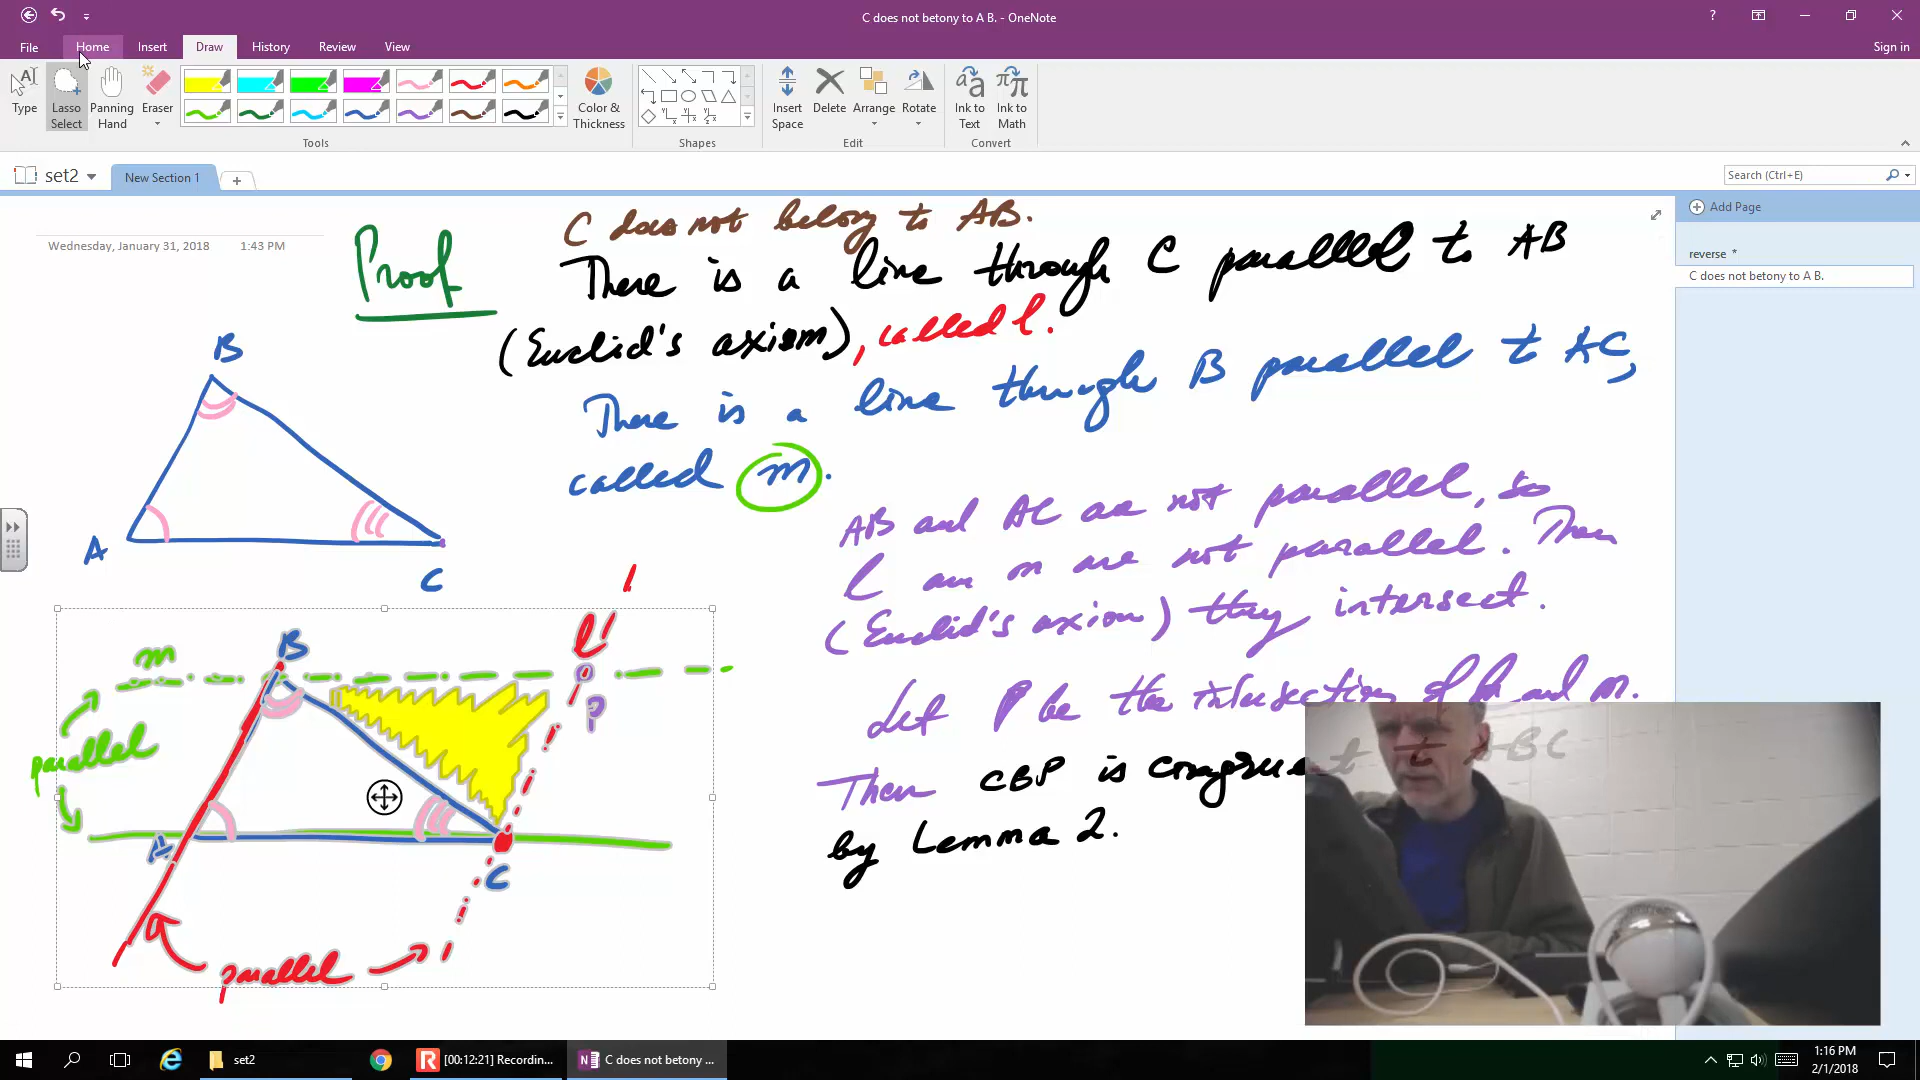 C does not betony to A B. - OneNote
File Home Insert Draw History Review View
Sign in
Type
Lasso Select
Panning Hand
Eraser
Color & Thickness
Insert Space
Delete
Arrange
Rotate
Ink to Text
Ink to Math
Tools
Shapes
Edit
Convert
set2
New Section 1
Search (Ctrl+E)
Add Page
reverse *
C does not betony to A B.
Wednesday, January 31, 2018 1:43 PM
Proof
C does not belong to AB.
There is a line through C parallel to AB
(Euclid's axiom), called l.
There is a line through B parallel to AC,
called m.
AB and AC are not parallel, so
l and m are not parallel. Then
(Euclid's axiom) they intersect.
Let P be the intersection of and m.
Then CBP is congruent to ABC
by Lemma 2.
B
A
C
m
B
l
P
parallel
A
C
parallel
set2
[00:12:21] Recordin...
C does not betony ...
1:16 PM
2/1/2018